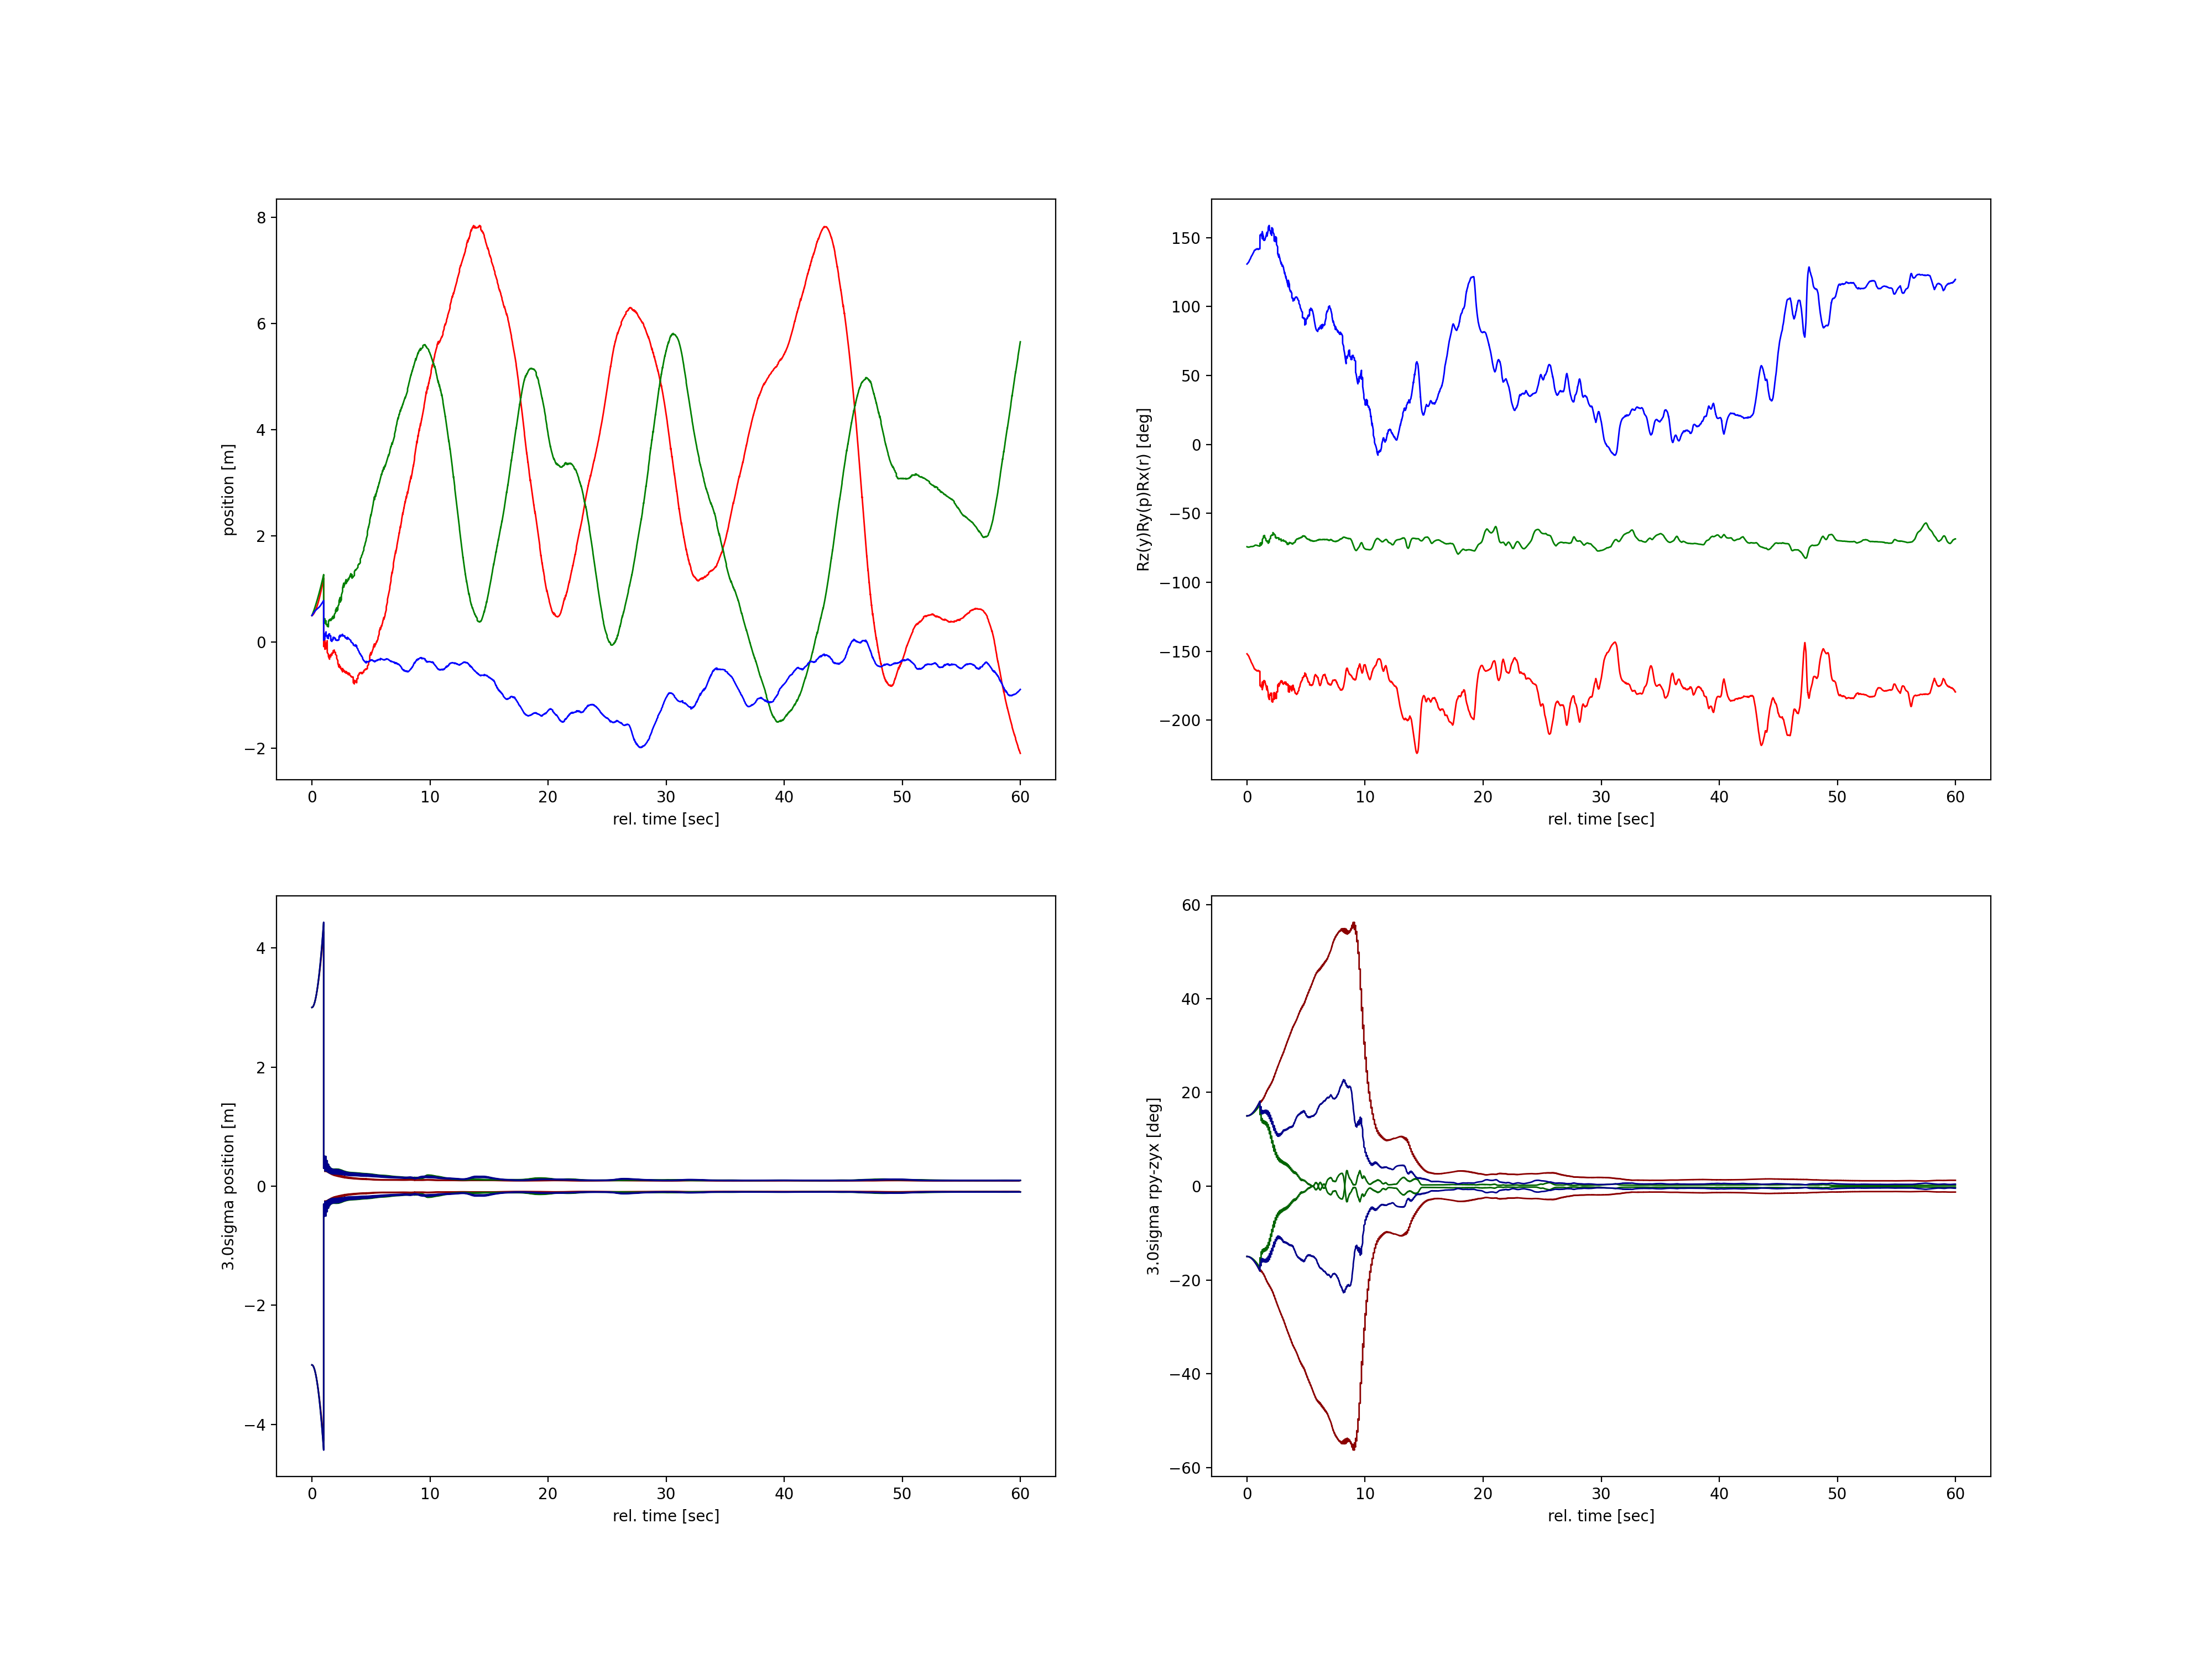 position [m]
8
6
4
2
0
−2
0 10 20 30 40 50 60
rel. time [sec]
Rz(y)Ry(p)Rx(r) [deg]
150
100
50
0
−50
−100
−150
−200
0 10 20 30 40 50 60
rel. time [sec]
3.0sigma position [m]
4
2
0
−2
−4
0 10 20 30 40 50 60
rel. time [sec]
3.0sigma rpy-zyx [deg]
60
40
20
0
−20
−40
−60
0 10 20 30 40 50 60
rel. time [sec]